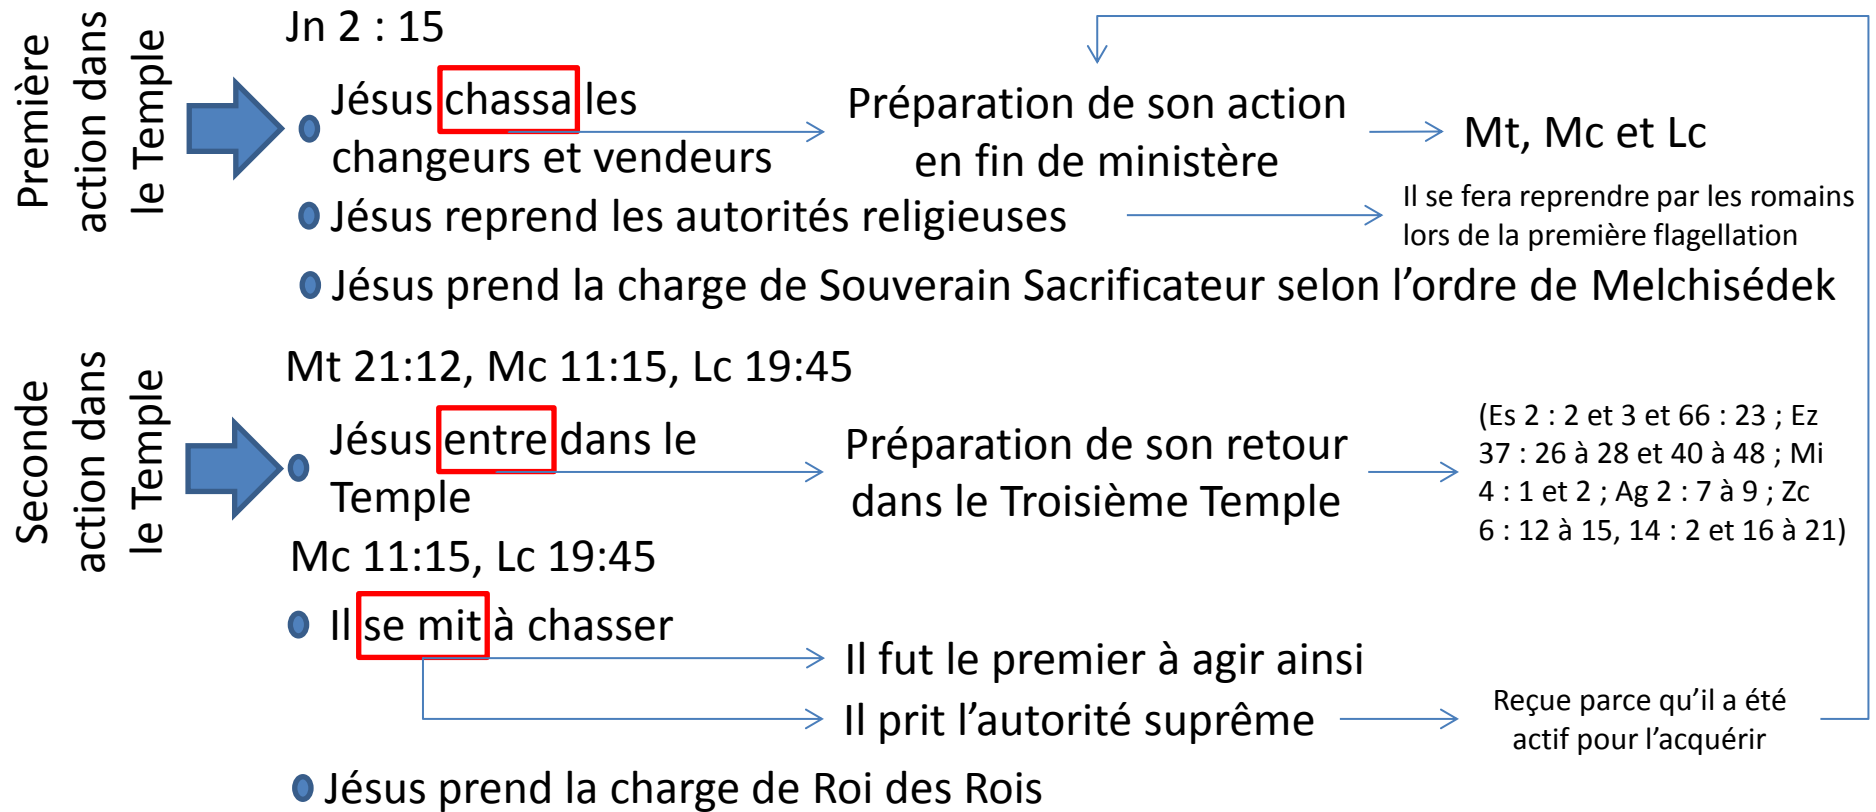 Première
action dans
le Temple
Jn 2 : 15
Jésus chassa les
changeurs et vendeurs
Préparation de son action
en fin de ministère
Mt, Mc et Lc
Jésus reprend les autorités religieuses
Il se fera reprendre par les romains
lors de la première flagellation
Jésus prend la charge de Souverain Sacrificateur selon l’ordre de Melchisédek
Seconde
action dans
le Temple
Mt 21:12, Mc 11:15, Lc 19:45
Jésus entre dans le
Temple
Préparation de son retour
dans le Troisième Temple
(Es 2 : 2 et 3 et 66 : 23 ; Ez
37 : 26 à 28 et 40 à 48 ; Mi
4 : 1 et 2 ; Ag 2 : 7 à 9 ; Zc
6 : 12 à 15, 14 : 2 et 16 à 21)
Mc 11:15, Lc 19:45
Il se mit à chasser
Il fut le premier à agir ainsi
Il prit l’autorité suprême
Reçue parce qu’il a été
actif pour l’acquérir
Jésus prend la charge de Roi des Rois